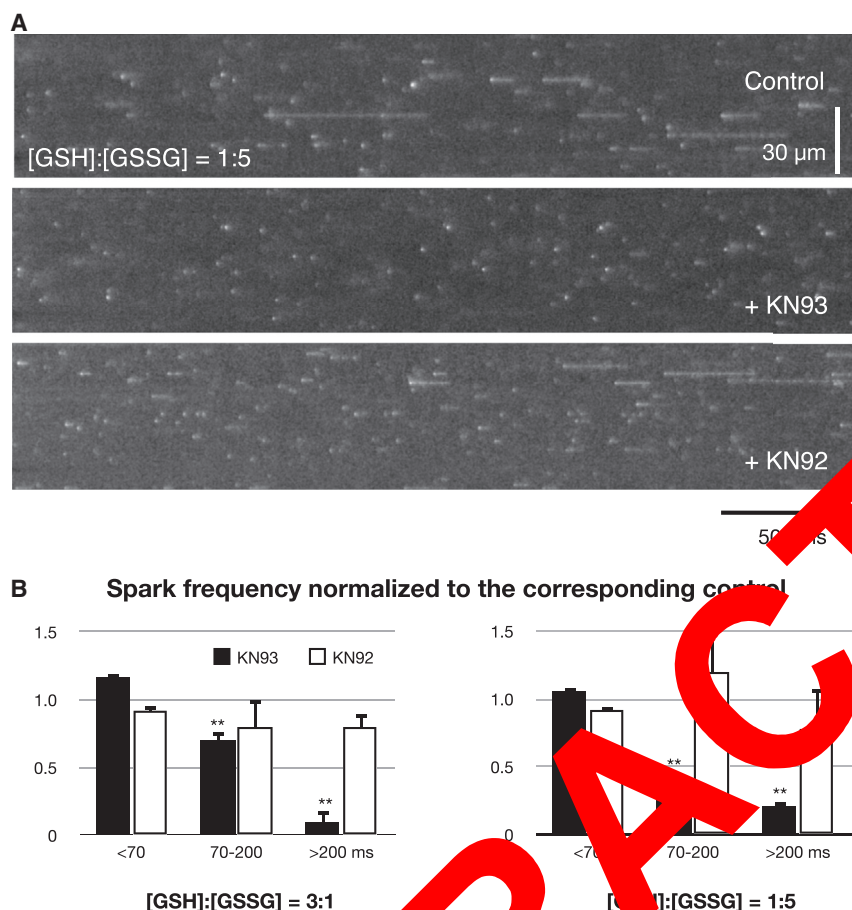 A
Control
[GSH]:[GSSG] = 1:5
30 µm
+ KN93
+ KN92
ms
B Spark frequency normalized to the corresponding control
1.5
KN93 KN92
1.0
**
0.5
**
0
<70 70-200 >200 ms
[GSH]:[GSSG] = 3:1
1.5
1.0
**
0.5
**
0
70-200 >200 ms
:[GSSG] = 1:5